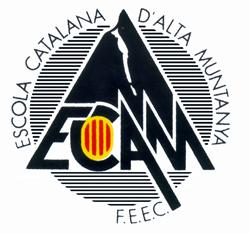 ESCOLA CATALANA D'ALTA MUNTANYA
ECAM
F.E.E.C.